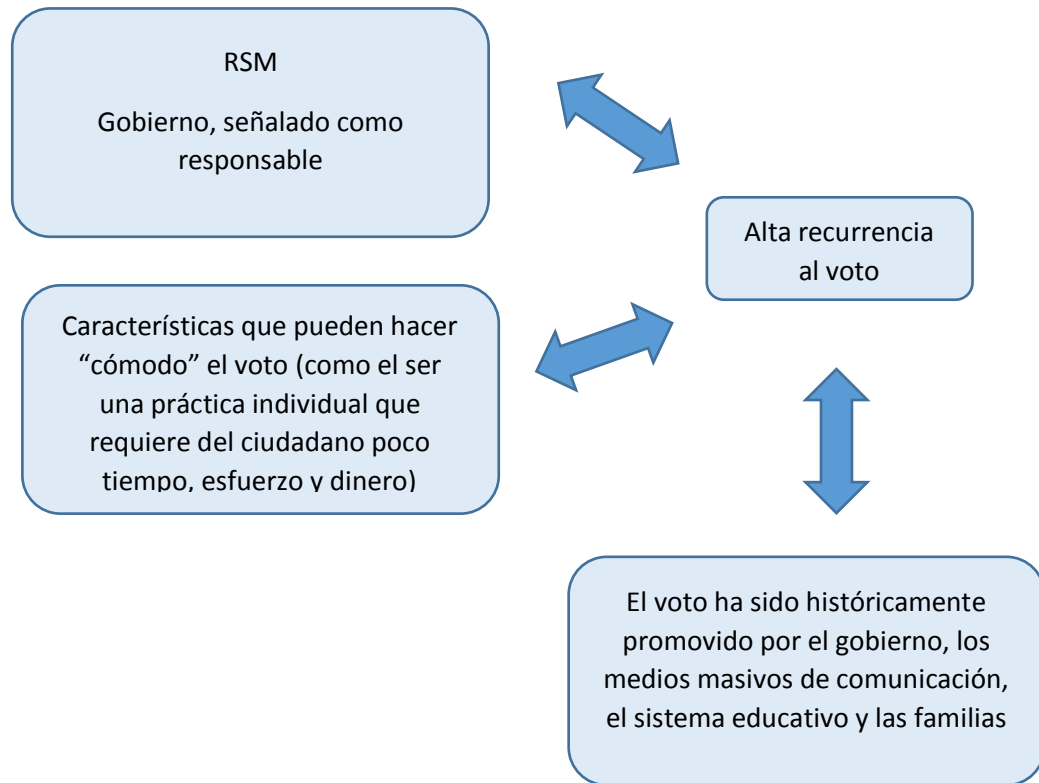 RSM
Gobierno, señalado como
responsable
Alta recurrencia
al voto
Características que pueden hacer
“cómodo” el voto (como el ser
una práctica individual que
requiere del ciudadano poco
tiempo, esfuerzo y dinero)
El voto ha sido históricamente
promovido por el gobierno, los
medios masivos de comunicación,
el sistema educativo y las familias